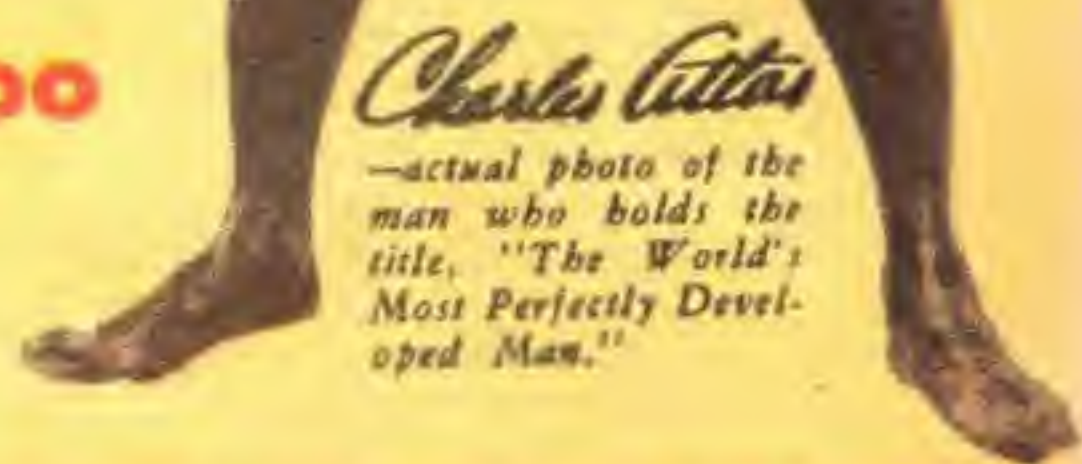 Charles Atlas
—actual photo of the
man who holds the
title, "The World's
Most Perfectly Devel-
oped Man."